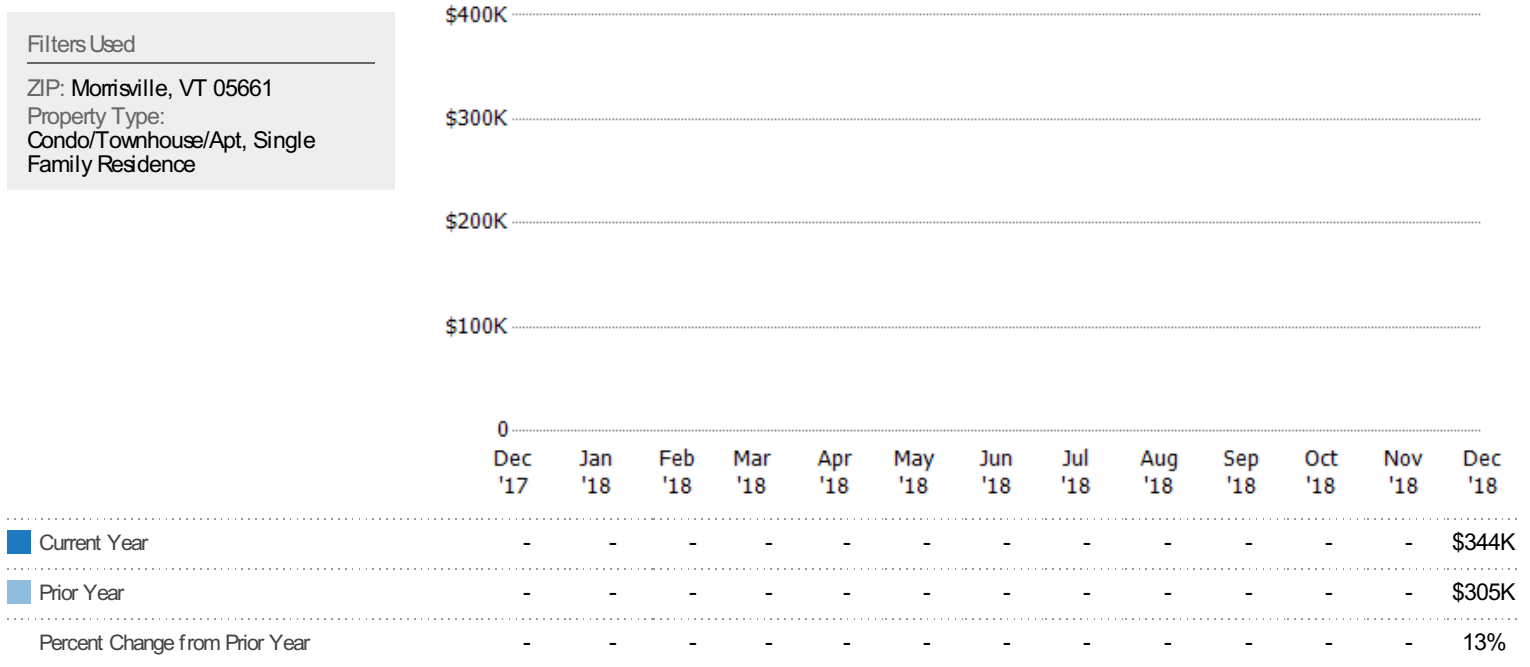 Filters Used
ZIP: Morrisville, VT 05661
Property Type:
Condo/Townhouse/Apt, Single
Family Residence
$400K
$300K
$200K
$100K
0
Dec Jan Feb Mar Apr May Jun Jul Aug Sep Oct Nov Dec
'17 '18 '18 '18 '18 '18 '18 '18 '18 '18 '18 '18 '18
Current Year - - - - - - - - - - - - $344K
Prior Year - - - - - - - - - - - - $305K
Percent Change from Prior Year - - - - - - - - - - - - 13%